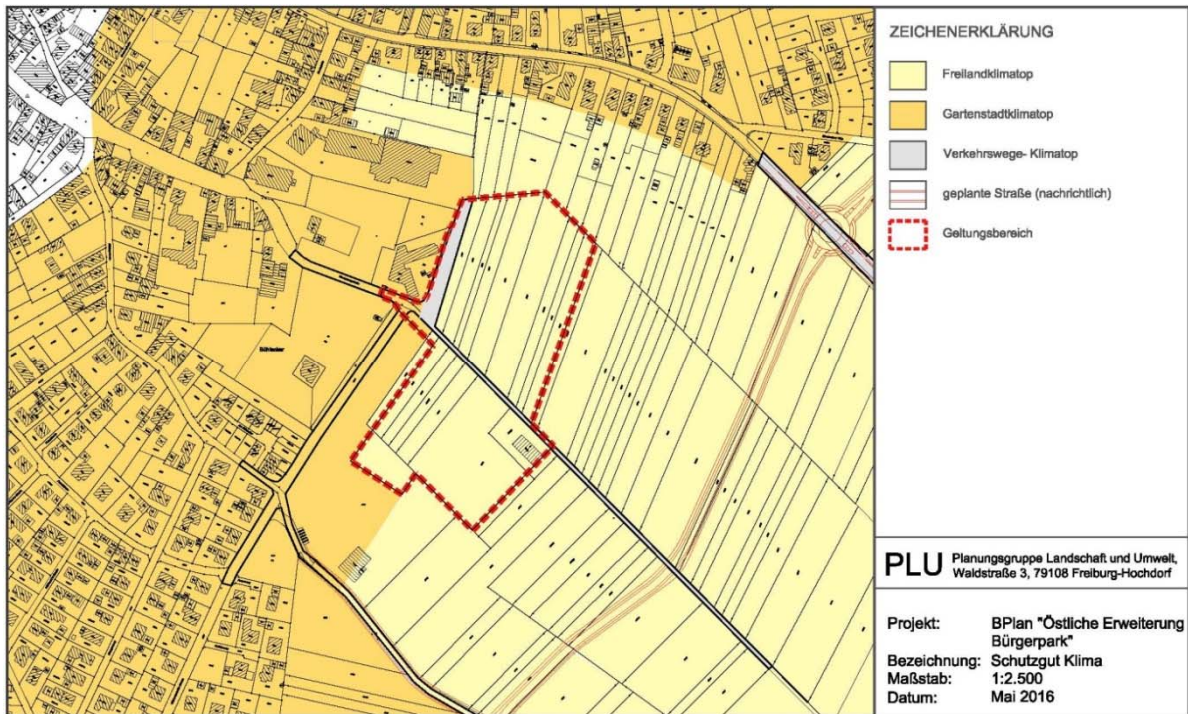 ZEICHENERKLÄRUNG
Freilandklimatop
Gartenstadtklimatop
Verkehrswege- Klimatop
geplante Straße (nachrichtlich)
Geltungsbereich
PLU Planungsgruppe Landschaft und Umwelt,
Waldstraße 3, 79108 Freiburg-Hochdorf
Projekt: BPlan "Östliche Erweiterung
Bürgerpark"
Bezeichnung: Schutzgut Klima
Maßstab: 1:2.500
Datum: Mai 2016